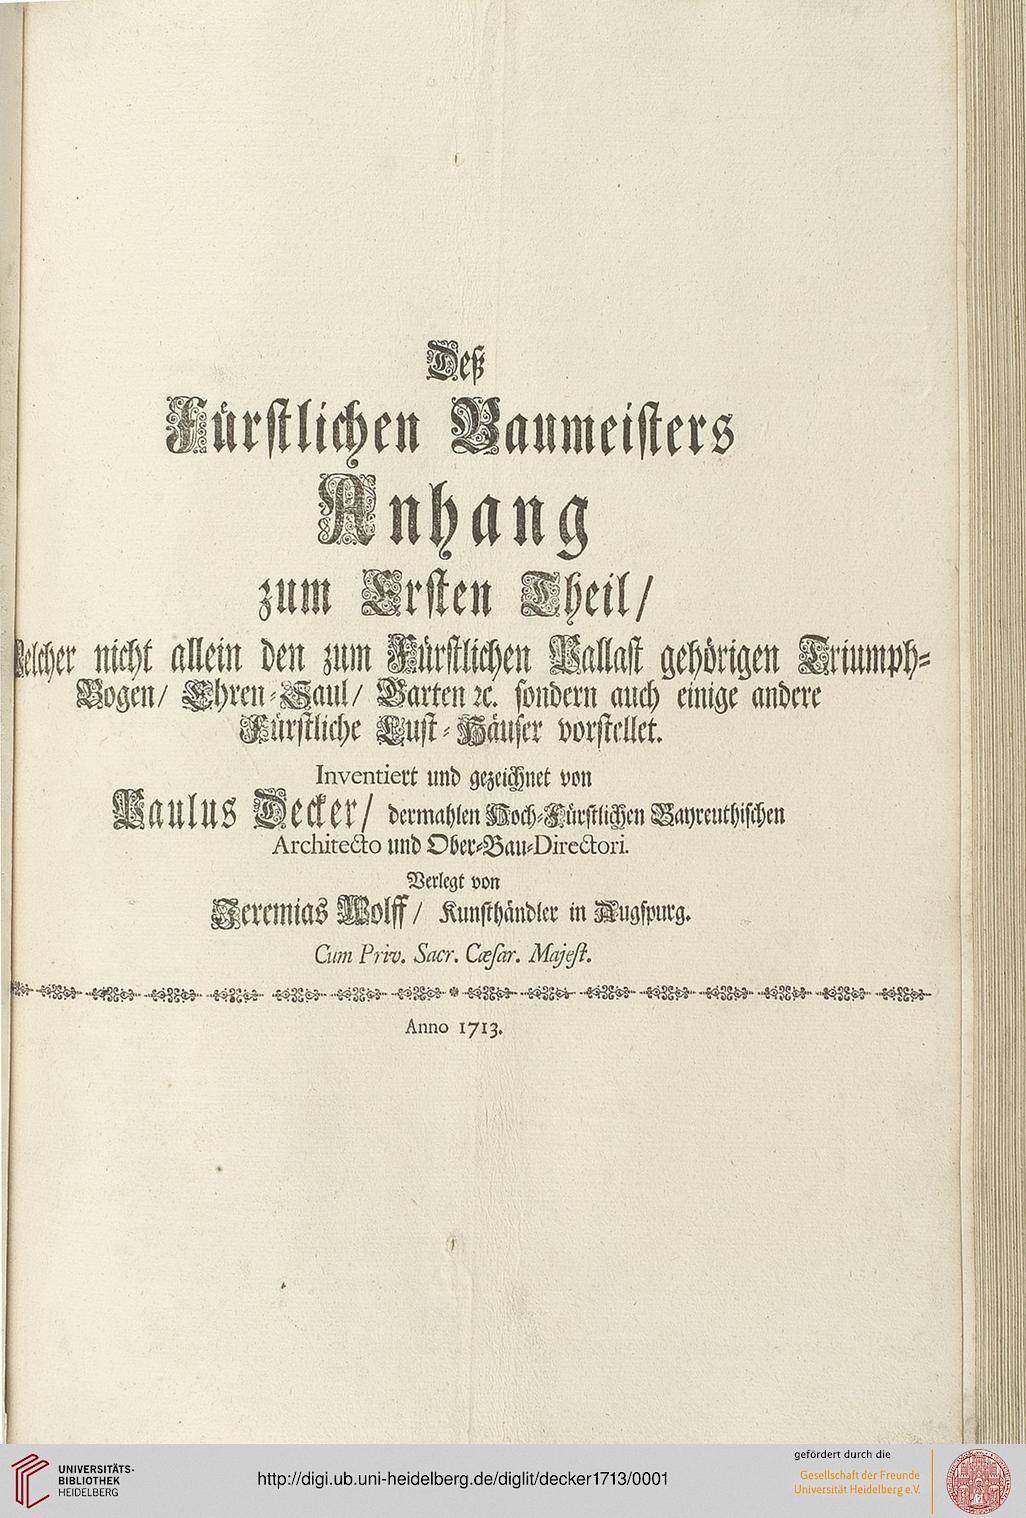 Deß
Fürstlichen Baumeisters
Anhang
zum Ersten Theil/
Welcher nicht allein den zum Fürstlichen Pallast gehörigen Triumph-
Bogen/ Ehren-Saul/ Garten ꝛc. sondern auch einige andere
Fürstliche Lust-Häuser vorstellet.
Inventiert und gezeichnet von
Paulus Decker/ dermahlen Hoch-Fürstlichen Bayreuthischen
Architecto und Ober-Bau-Directori.
Verlegt von
Jeremias Wolff/ Kunsthändler in Augspurg.
Cum Priv. Sacr. Cæsar. Majest.
Anno 1713.
UNIVERSITÄTS-
BIBLIOTHEK
HEIDELBERG
http://digi.ub.uni-heidelberg.de/diglit/decker1713/0001
gefördert durch die
Gesellschaft der Freunde
Universität Heidelberg e.V.